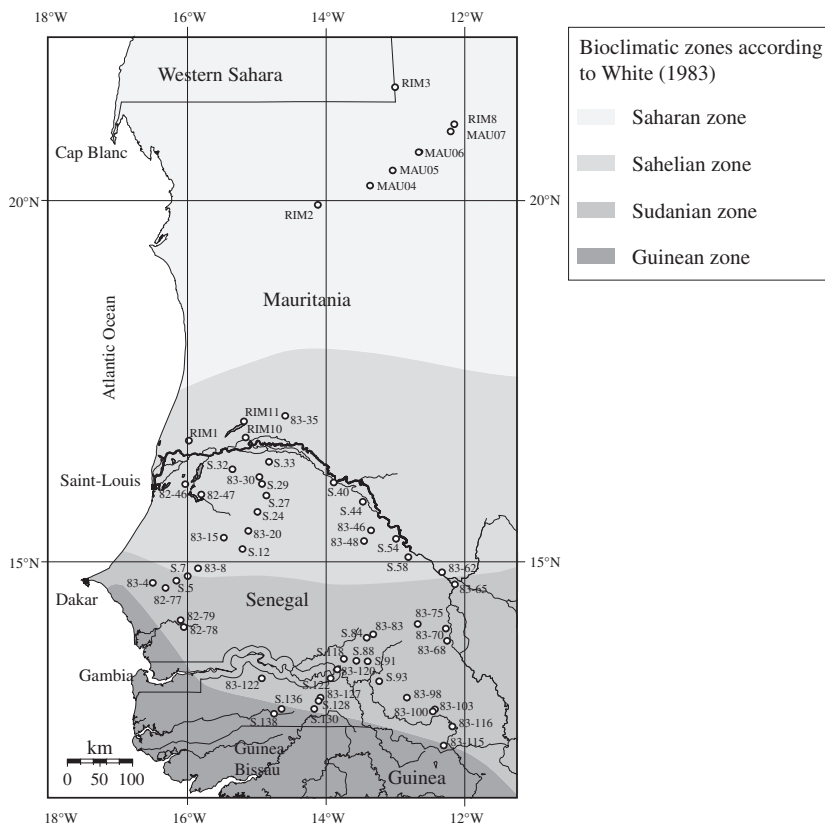 18°W 16°W 14°W 12°W
Western Sahara
RIM3
RIM8
MAU07
Cap Blanc
MAU06
MAU05
MAU04
20°N 20°N
RIM2
Mauritania
Atlantic Ocean
RIM11
83-35
RIM1
RIM10
S.32
S.33
Saint-Louis
83-30
S.29
S.40
82-46
82-47
S.27
S.44
S.24
83-15
83-20
83-46
83-48
S.54
S.12
S.58
15°N 15°N
S.7
83-8
83-62
83-4
S.5
83-65
82-77
Dakar
Senegal
82-79
82-78
83-75
83-83
S.84
83-70
83-68
S.118
S.88
S.91
Gambia
83-120
83-122
S.122
S.93
83-127
83-98
S.136
S.128
83-103
83-100
S.138
S.130
83-116
83-115
km
0 50 100
Guinea
Bissau
Guinea
18°W 16°W 14°W 12°W
Bioclimatic zones according
to White (1983)
Saharan zone
Sahelian zone
Sudanian zone
Guinean zone